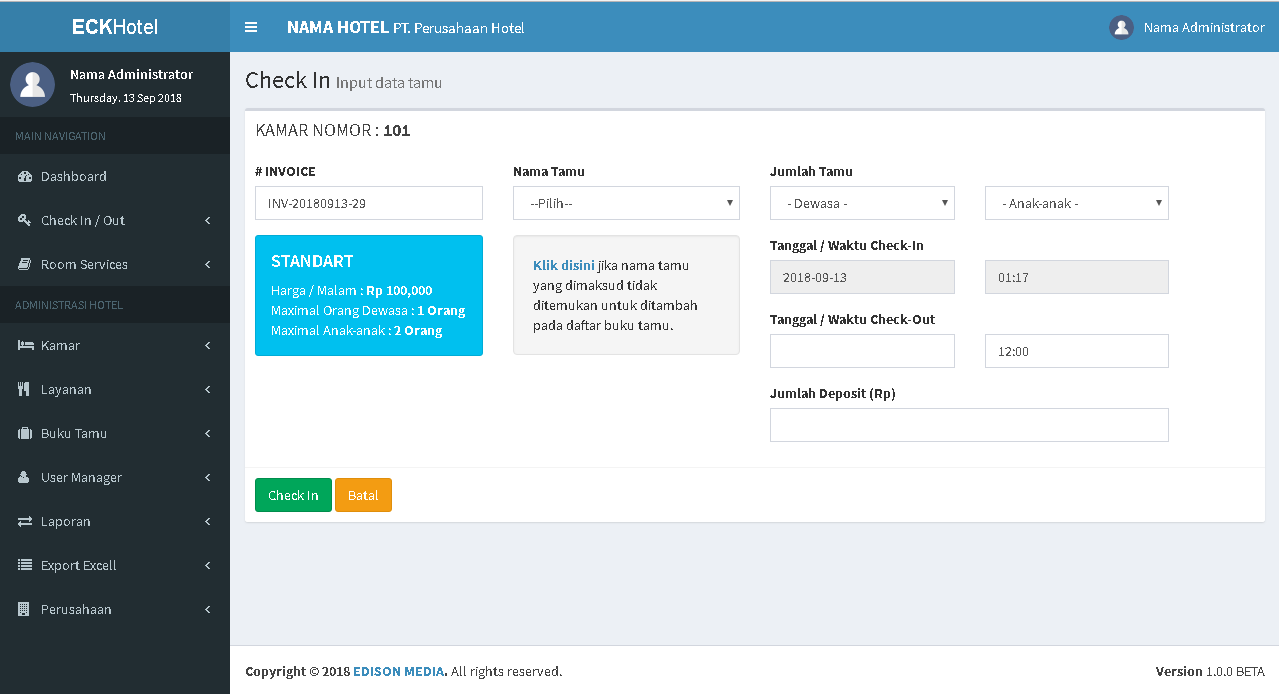 ECKHotel
NAMA HOTEL PT. Perusahaan Hotel
Nama Administrator
Nama Administrator
Thursday, 13 Sep 2018
MAIN NAVIGATION
Dashboard
Check In / Out
Room Services
ADMINISTRASI HOTEL
Kamar
Layanan
Buku Tamu
User Manager
Laporan
Export Excell
Perusahaan
Check In Input data tamu
KAMAR NOMOR : 101
# INVOICE
INV-20180913-29
STANDART
Harga / Malam : Rp 100,000
Maximal Orang Dewasa : 1 Orang
Maximal Anak-anak : 2 Orang
Nama Tamu
--Pilih--
Klik disini jika nama tamu
yang dimaksud tidak
ditemukan untuk ditambah
pada daftar buku tamu.
Jumlah Tamu
- Dewasa -
- Anak-anak -
Tanggal / Waktu Check-In
2018-09-13
01:17
Tanggal / Waktu Check-Out
12:00
Jumlah Deposit (Rp)
Check In
Batal
Copyright © 2018 EDISON MEDIA. All rights reserved.
Version 1.0.0 BETA